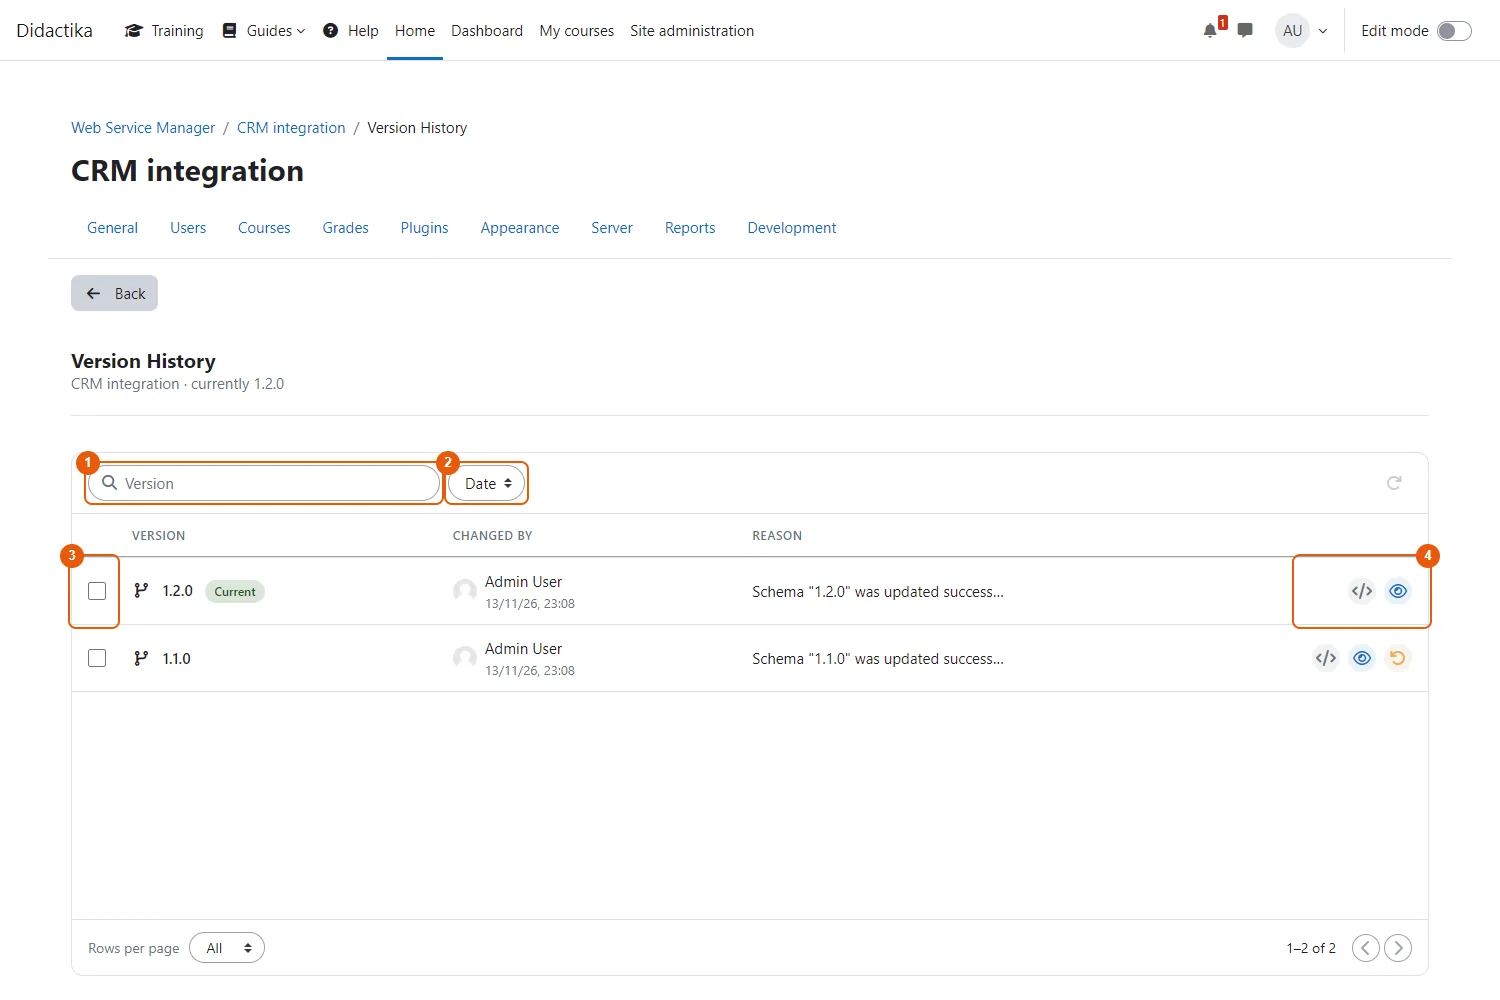 Didactika Training Guides Help Home Dashboard My courses Site administration 1 AU Edit mode
Web Service Manager / CRM integration / Version History
CRM integration
General Users Courses Grades Plugins Appearance Server Reports Development
Back
Version History
CRM integration · currently 1.2.0
1 2
Version Date
VERSION CHANGED BY REASON
3 4
1.2.0 Current Admin User Schema "1.2.0" was updated success...
13/11/26, 23:08
1.1.0 Admin User Schema "1.1.0" was updated success...
13/11/26, 23:08
Rows per page All 1–2 of 2